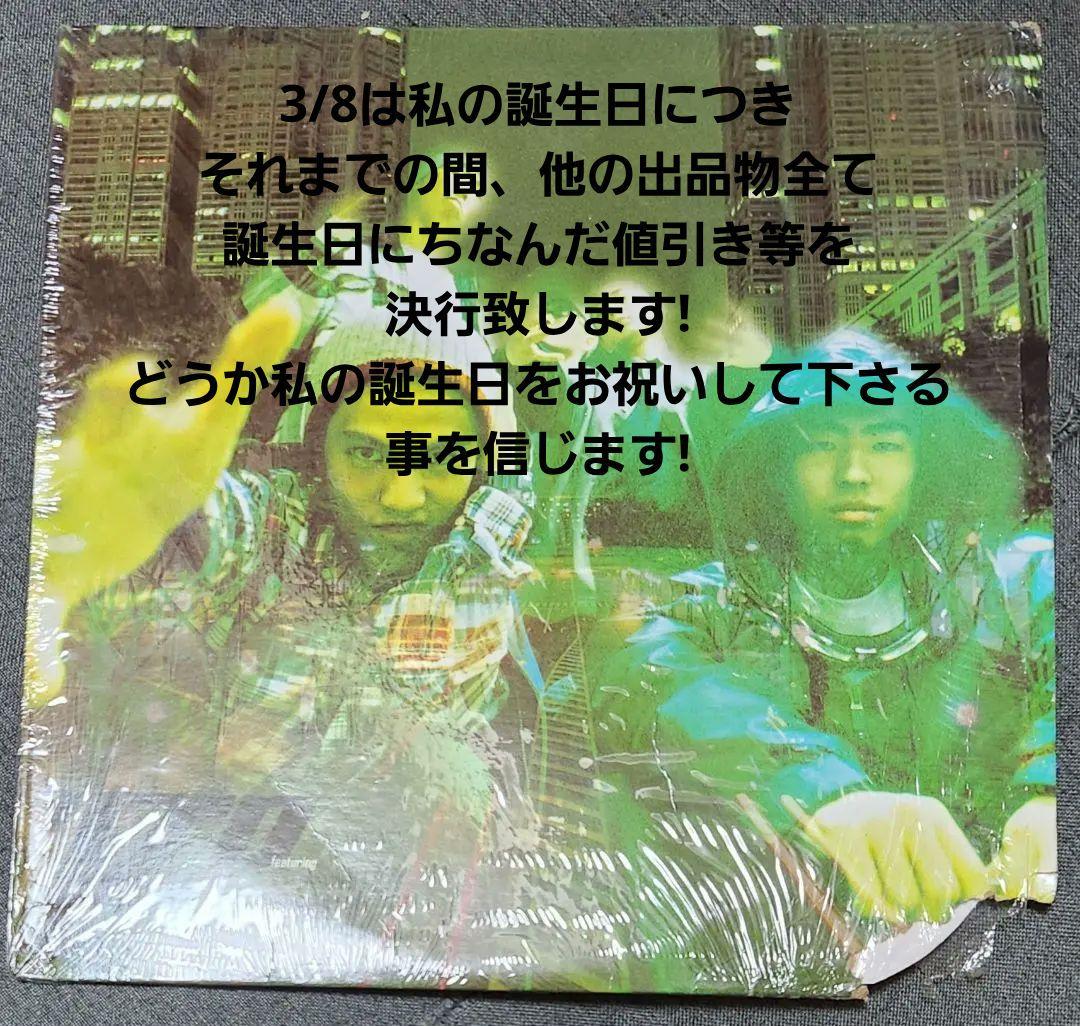 3/8は私の誕生日につき
それまでの間、他の出品物全て
誕生日にちなんだ値引き等を
決行致します!
どうか私の誕生日をお祝いして下さる
事を信じます!
featuring